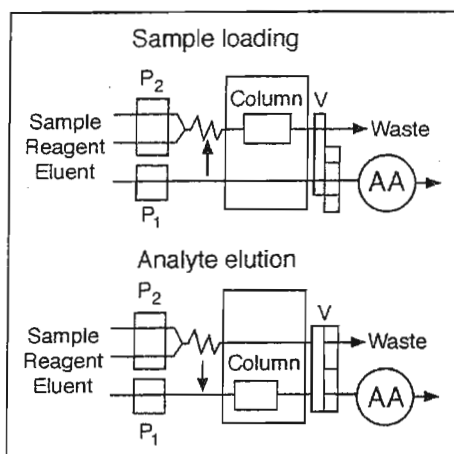 Sample loading
P2
Column
V
Sample
Reagent
Eluent
Waste
AA
P1
Analyte elution
P2
V
Sample
Reagent
Eluent
Column
Waste
AA
P1